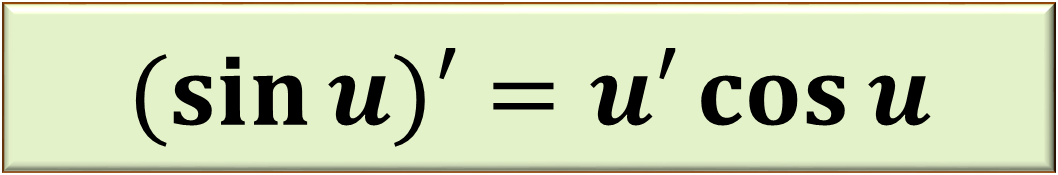 (sin u)′ = u′ cos u